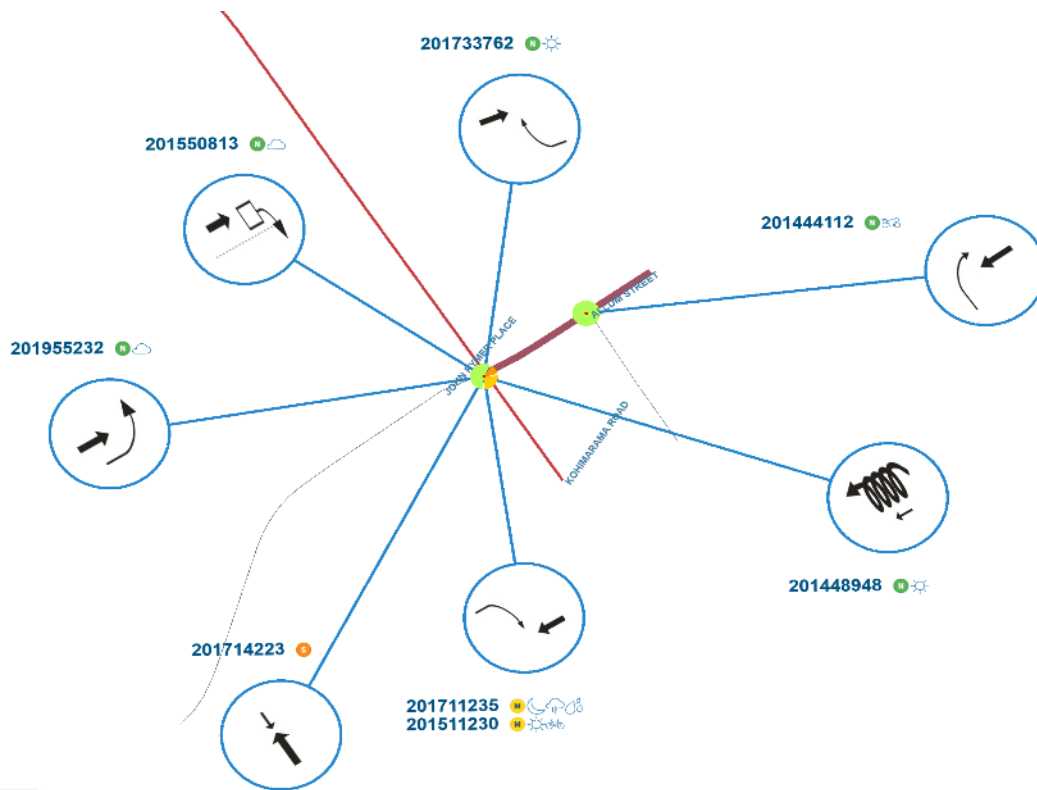 201733762 N
201550813 N
201444112 N
ALLUM STREET
JOHN RYMER PLACE
201955232 N
KOHIMARAMA ROAD
201448948 N
201714223 S
201711235 M
201511230 M